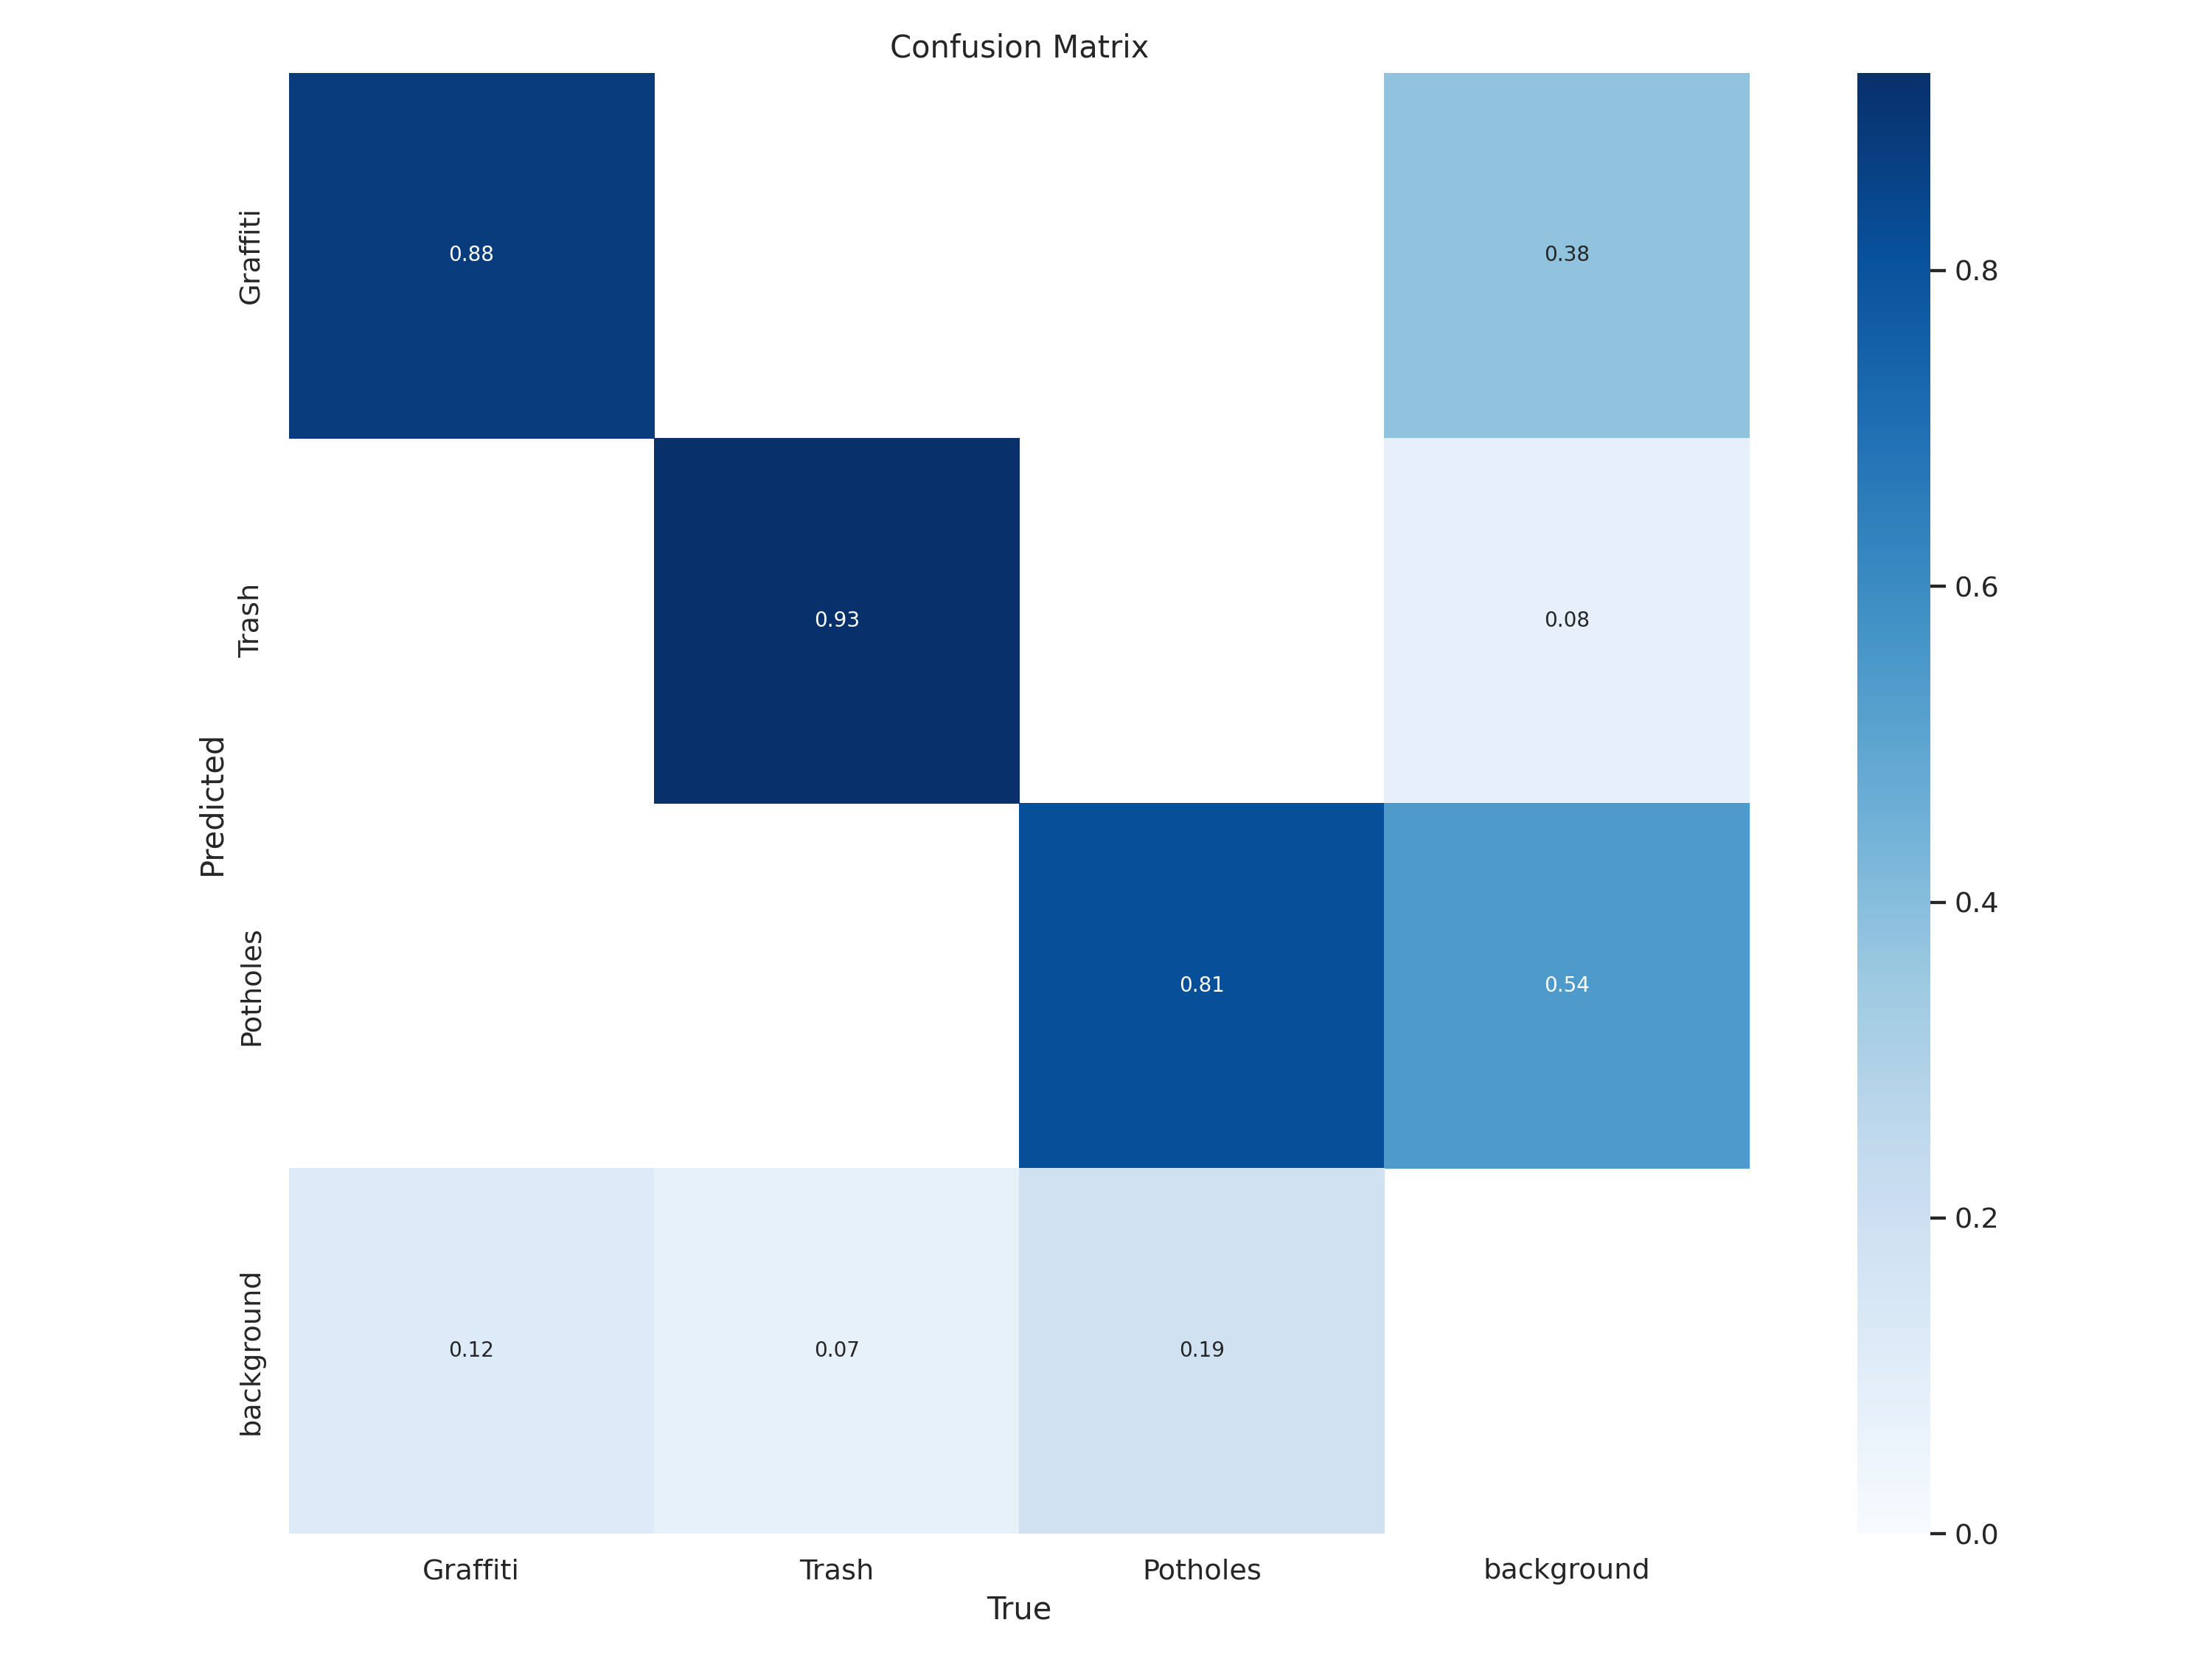 Confusion Matrix
Graffiti
0.88
0.38
Trash
0.93
0.08
Potholes
0.81
0.54
background
0.12
0.07
0.19
Predicted
Graffiti
Trash
Potholes
background
True
0.8
0.6
0.4
0.2
0.0